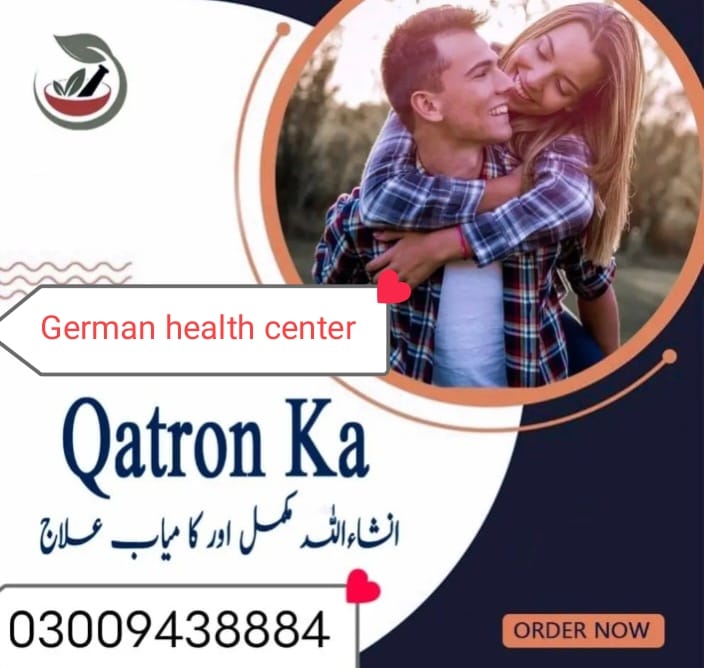 German health center
Qatron Ka
انشاءاللہ مکمل اور کامیاب علاج
03009438884
ORDER NOW